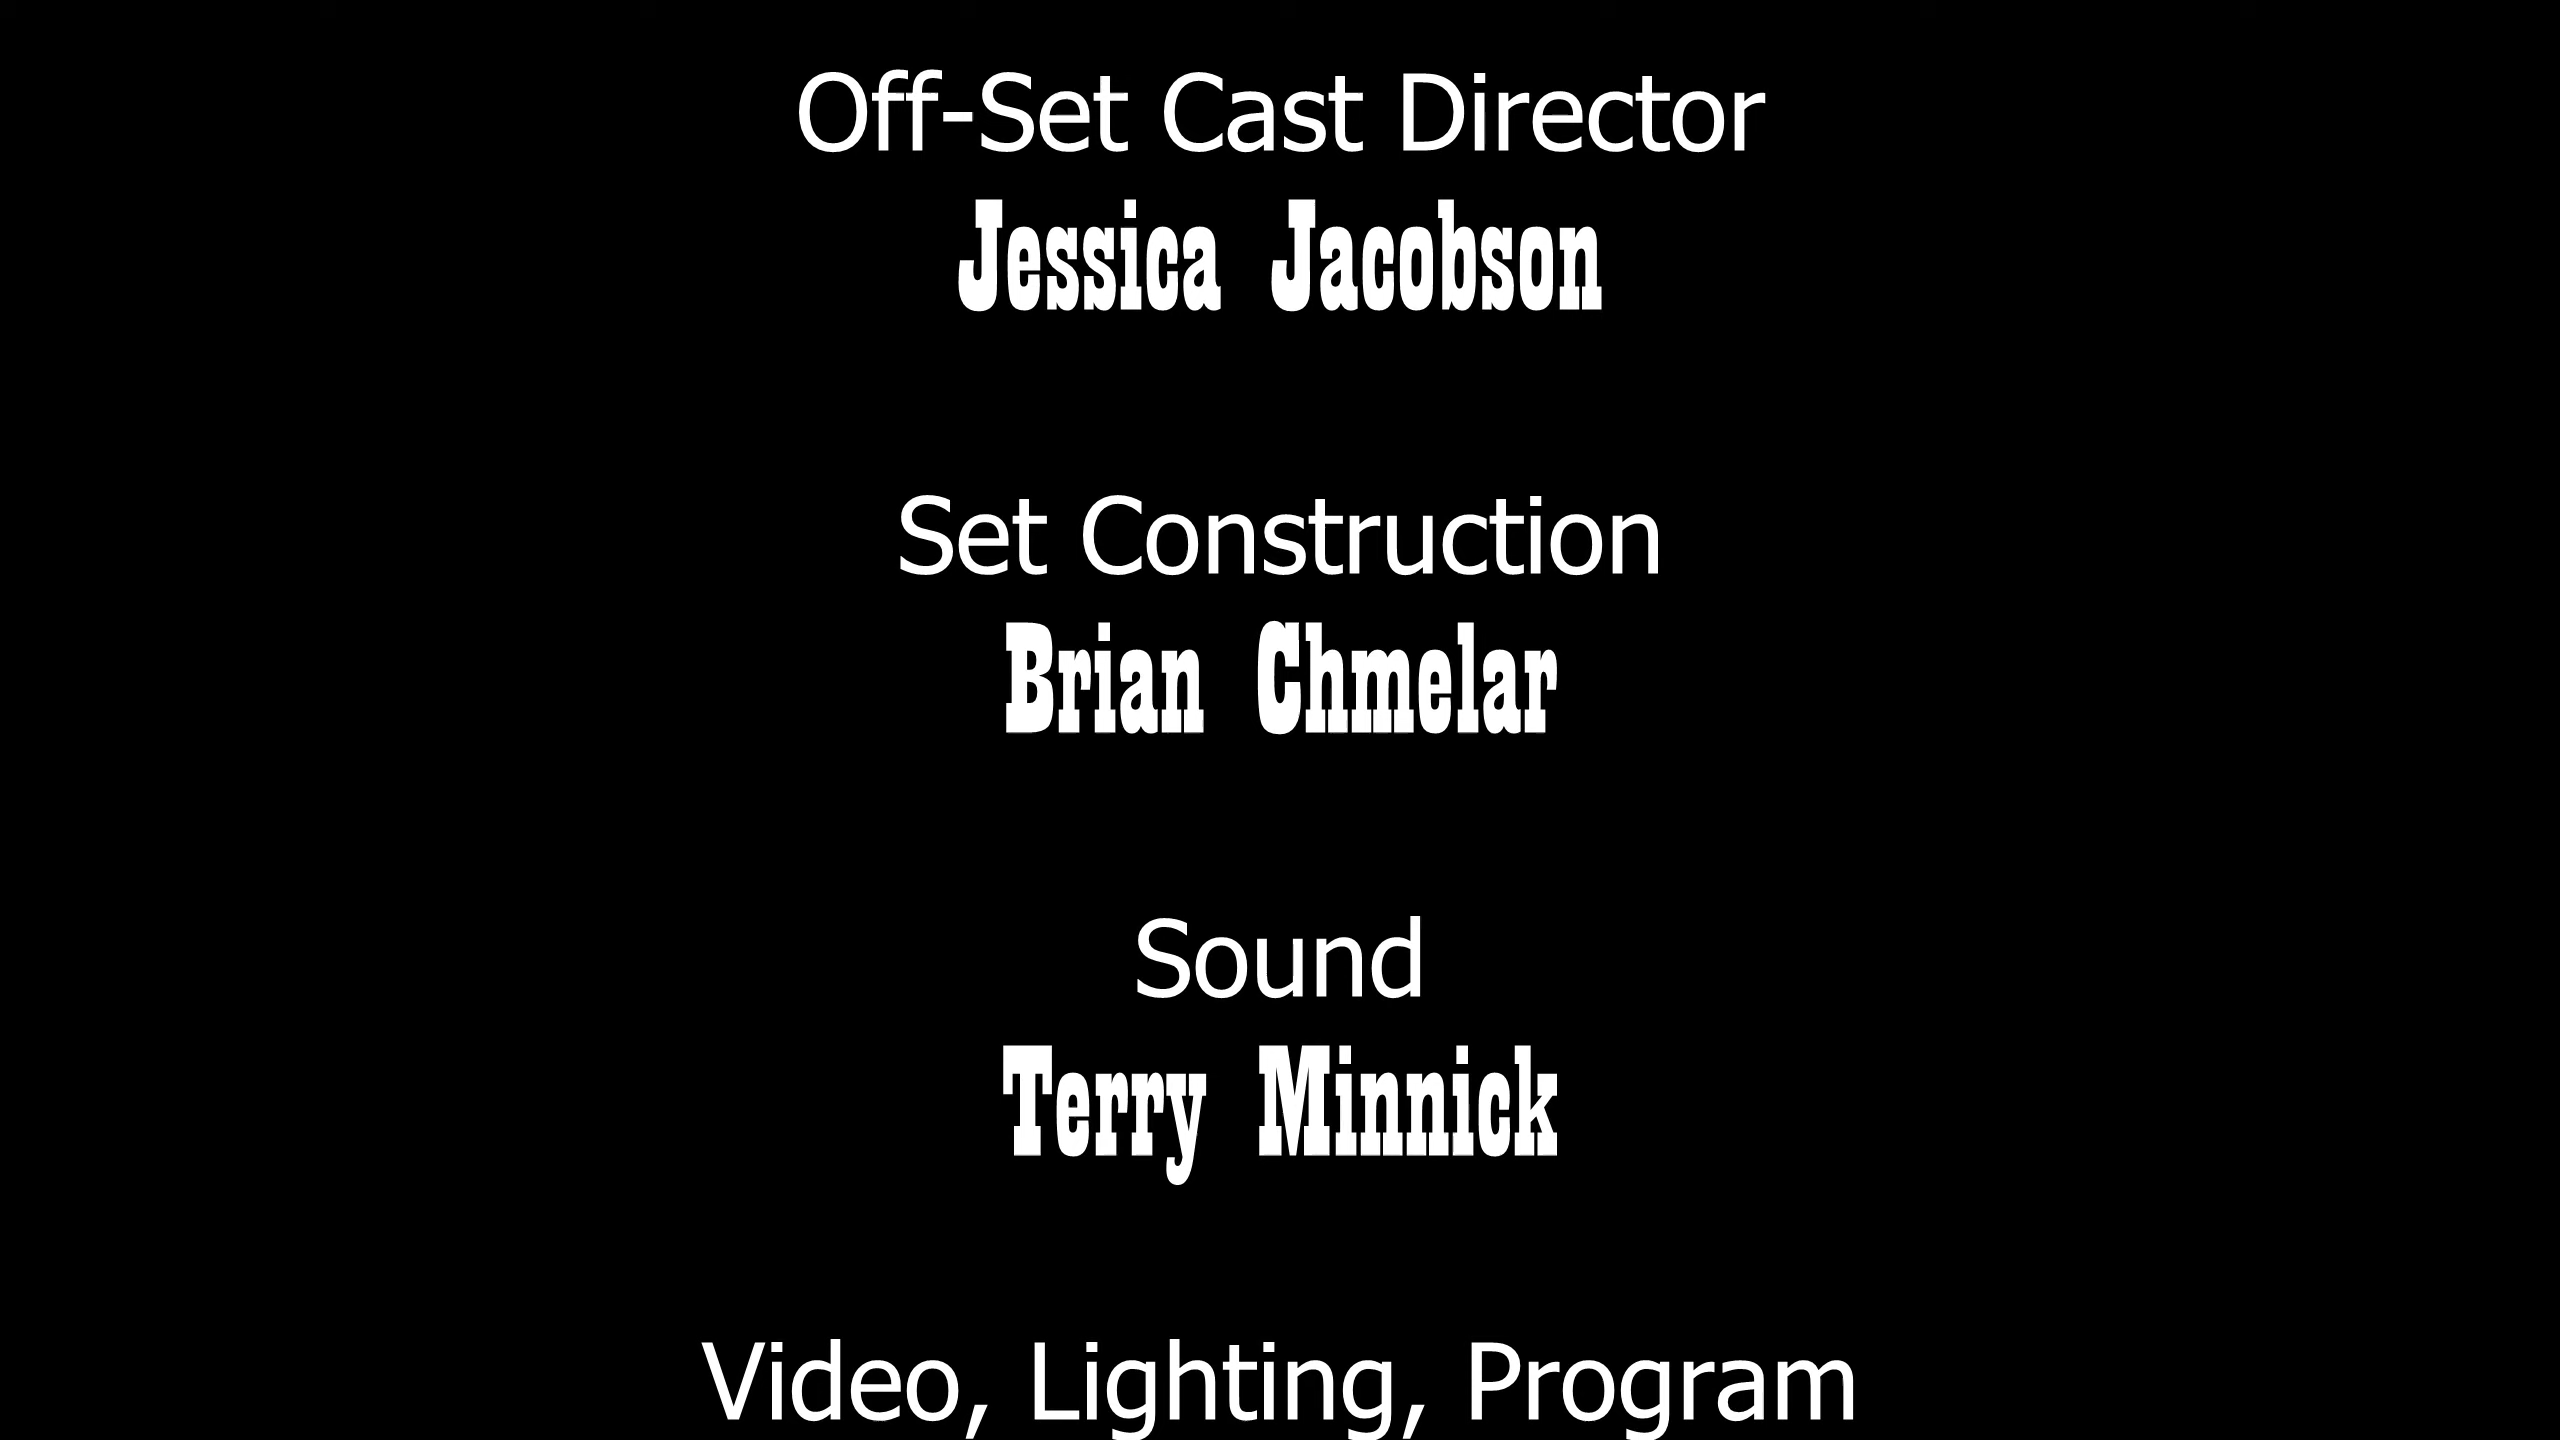 Off-Set Cast Director
Jessica Jacobson
Set Construction
Brian Chmelar
Sound
Terry Minnick
Video, Lighting, Program